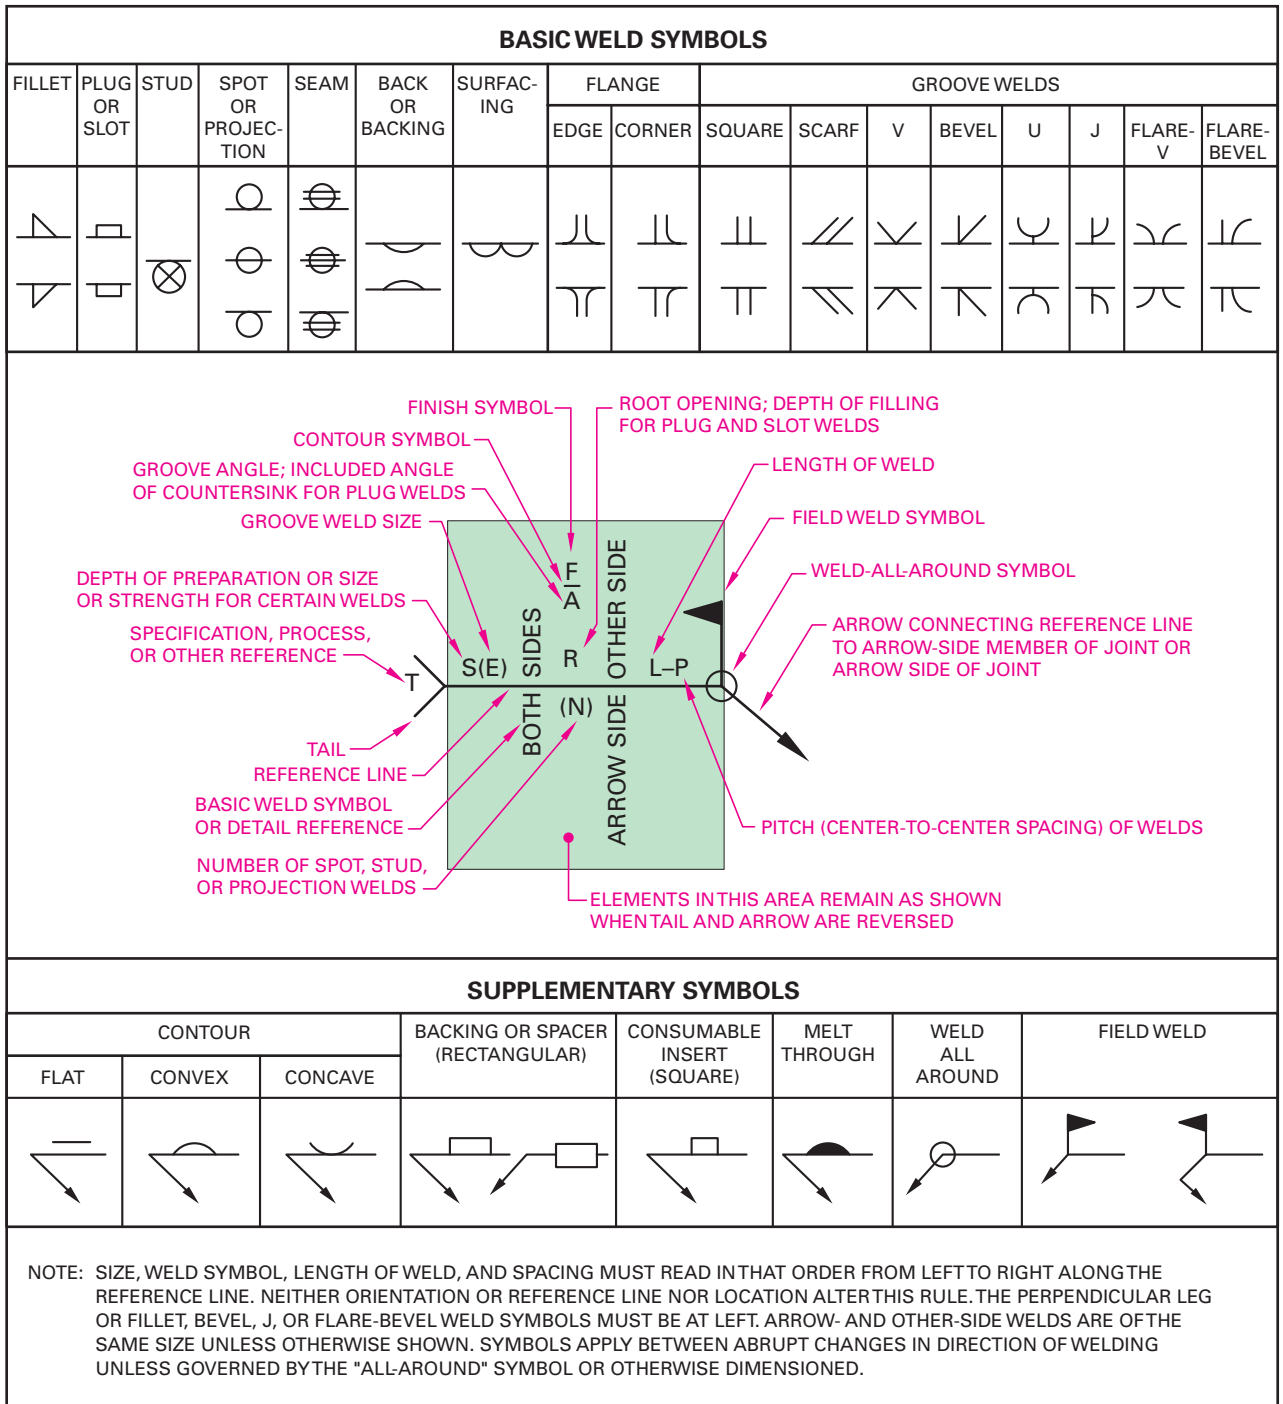 BASIC WELD SYMBOLS
FILLET
PLUG
OR
SLOT
STUD
SPOT
OR
PROJEC-
TION
SEAM
BACK
OR
BACKING
SURFAC-
ING
FLANGE
EDGE
CORNER
GROOVE WELDS
SQUARE
SCARF
V
BEVEL
U
J
FLARE-
V
FLARE-
BEVEL
FINISH SYMBOL
CONTOUR SYMBOL
GROOVE ANGLE; INCLUDED ANGLE
OF COUNTERSINK FOR PLUG WELDS
GROOVE WELD SIZE
DEPTH OF PREPARATION OR SIZE
OR STRENGTH FOR CERTAIN WELDS
SPECIFICATION, PROCESS,
OR OTHER REFERENCE
TAIL
REFERENCE LINE
BASIC WELD SYMBOL
OR DETAIL REFERENCE
NUMBER OF SPOT, STUD,
OR PROJECTION WELDS
ROOT OPENING; DEPTH OF FILLING
FOR PLUG AND SLOT WELDS
LENGTH OF WELD
FIELD WELD SYMBOL
WELD-ALL-AROUND SYMBOL
ARROW CONNECTING REFERENCE LINE
TO ARROW-SIDE MEMBER OF JOINT OR
ARROW SIDE OF JOINT
PITCH (CENTER-TO-CENTER SPACING) OF WELDS
ELEMENTS IN THIS AREA REMAIN AS SHOWN
WHEN TAIL AND ARROW ARE REVERSED
F
A
R
T
S(E)
L–P
(N)
BOTH SIDES
OTHER SIDE
ARROW SIDE
SUPPLEMENTARY SYMBOLS
CONTOUR
FLAT
CONVEX
CONCAVE
BACKING OR SPACER
(RECTANGULAR)
CONSUMABLE
INSERT
(SQUARE)
MELT
THROUGH
WELD
ALL
AROUND
FIELD WELD
NOTE: SIZE, WELD SYMBOL, LENGTH OF WELD, AND SPACING MUST READ IN THAT ORDER FROM LEFT TO RIGHT ALONG THE
REFERENCE LINE. NEITHER ORIENTATION OR REFERENCE LINE NOR LOCATION ALTER THIS RULE. THE PERPENDICULAR LEG
OR FILLET, BEVEL, J, OR FLARE-BEVEL WELD SYMBOLS MUST BE AT LEFT. ARROW- AND OTHER-SIDE WELDS ARE OF THE
SAME SIZE UNLESS OTHERWISE SHOWN. SYMBOLS APPLY BETWEEN ABRUPT CHANGES IN DIRECTION OF WELDING
UNLESS GOVERNED BY THE "ALL-AROUND" SYMBOL OR OTHERWISE DIMENSIONED.